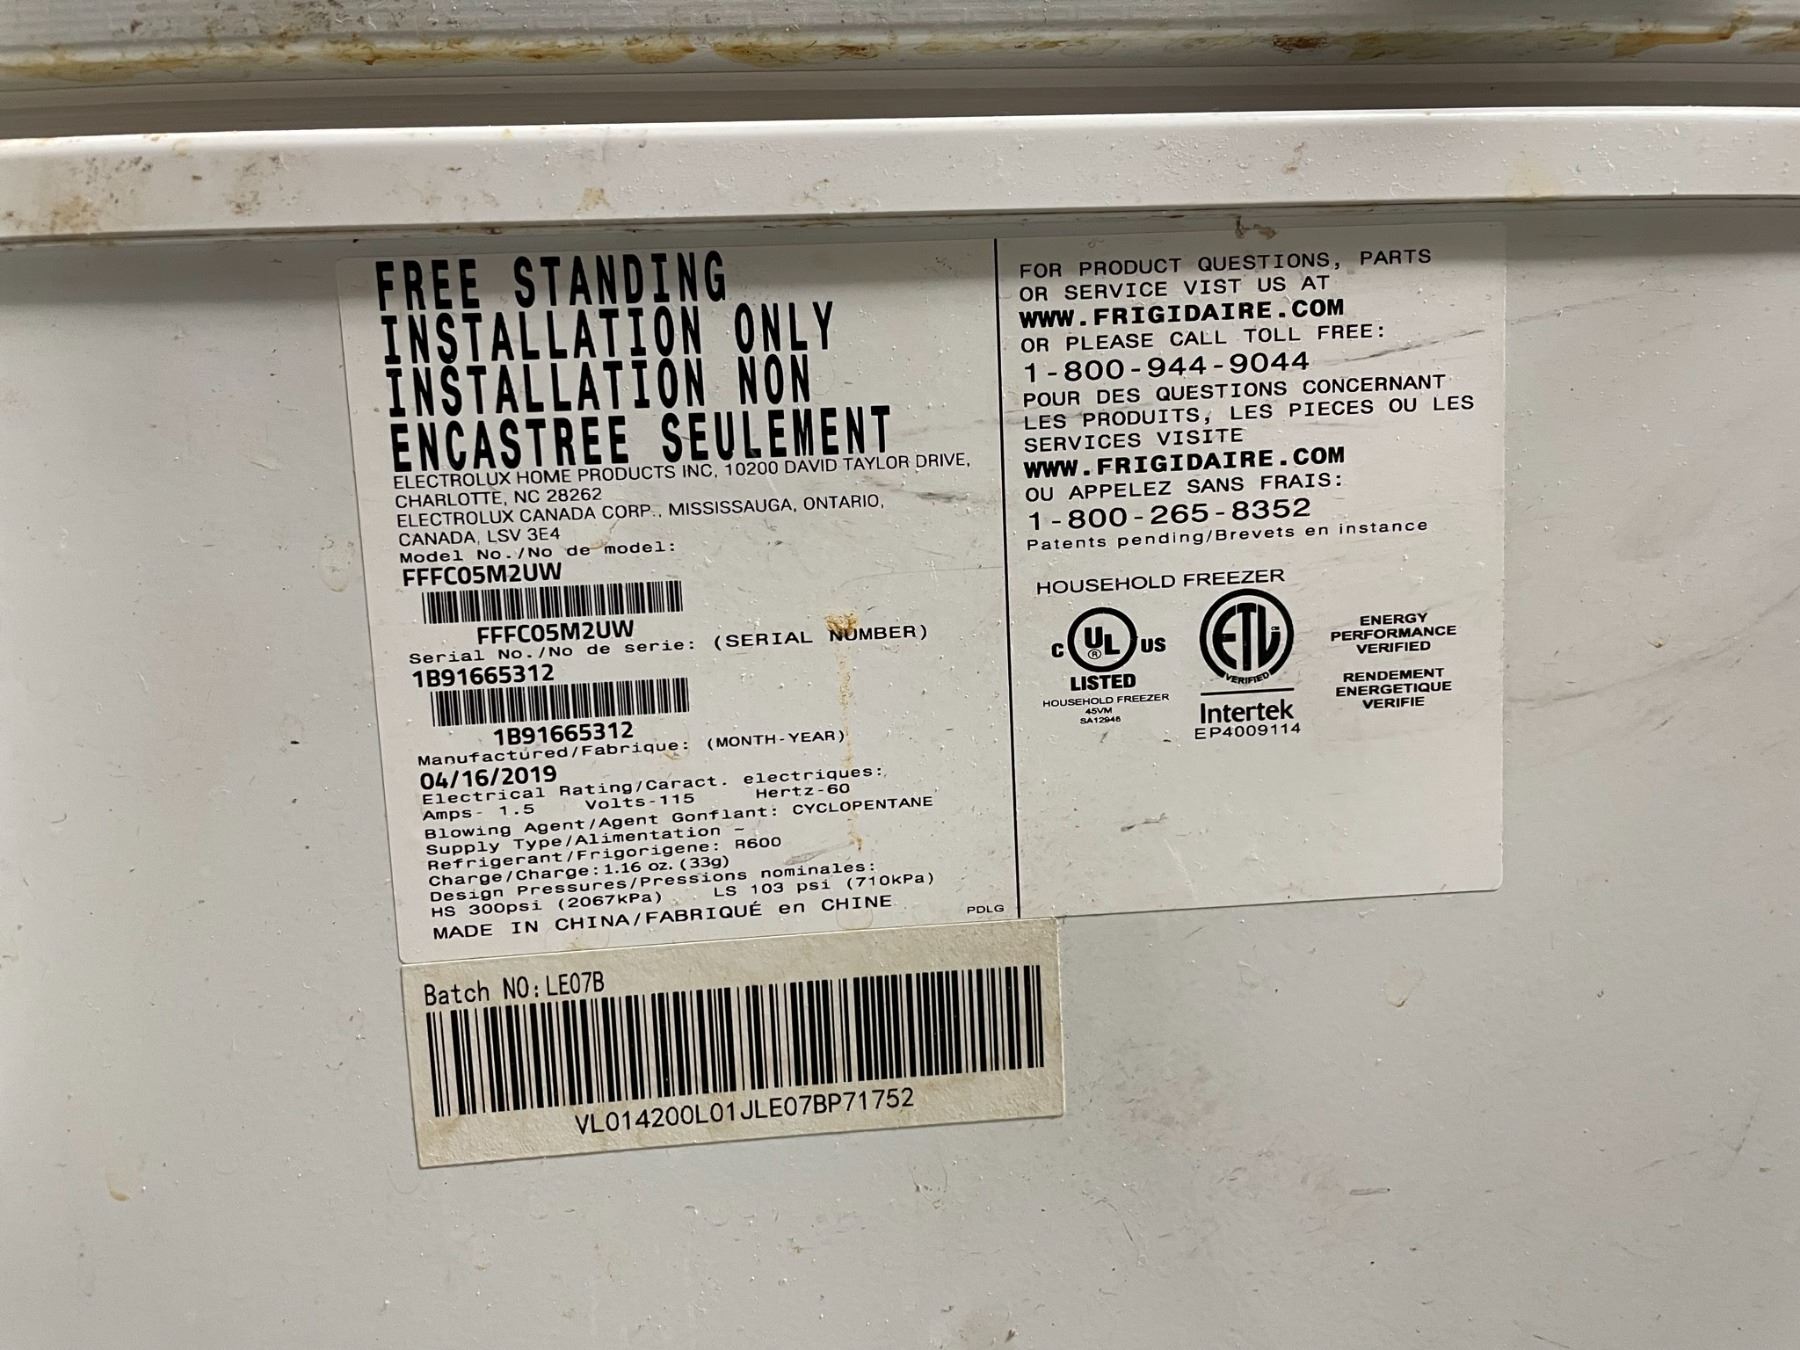 FREE STANDING
INSTALLATION ONLY
INSTALLATION NON
ENCASTREE SEULEMENT
ELECTROLUX HOME PRODUCTS INC, 10200 DAVID TAYLOR DRIVE,
CHARLOTTE, NC 28262
ELECTROLUX CANADA CORP., MISSISSAUGA, ONTARIO,
CANADA, LSV 3E4
Model No./No de model:
FFFC05M2UW
FFFC05M2UW
Serial No./No de serie: (SERIAL NUMBER)
1B91665312
1B91665312
Manufactured/Fabrique: (MONTH-YEAR)
04/16/2019
Electrical Rating/Caract. electriques:
Amps- 1.5 Volts-115 Hertz-60
Blowing Agent/Agent Gonflant: CYCLOPENTANE
Supply Type/Alimentation ~
Refrigerant/Frigorigene: R600
Charge/Charge:1.16 oz. (33g)
Design Pressures/Pressions nominales:
HS 300psi (2067kPa) LS 103 psi (710kPa)
MADE IN CHINA/FABRIQUÉ en CHINE
PDLG
FOR PRODUCT QUESTIONS, PARTS
OR SERVICE VIST US AT
WWW.FRIGIDAIRE.COM
OR PLEASE CALL TOLL FREE:
1-800-944-9044
POUR DES QUESTIONS CONCERNANT
LES PRODUITS, LES PIECES OU LES
SERVICES VISITE
WWW.FRIGIDAIRE.COM
OU APPELEZ SANS FRAIS:
1-800-265-8352
Patents pending/Brevets en instance
HOUSEHOLD FREEZER
C UL ® US
LISTED
HOUSEHOLD FREEZER
45VM
SA12946
ETL
VERIFIED
Intertek
EP4009114
ENERGY
PERFORMANCE
VERIFIED
RENDEMENT
ENERGETIQUE
VERIFIE
Batch NO:LE07B
VL014200L01JLE07BP71752